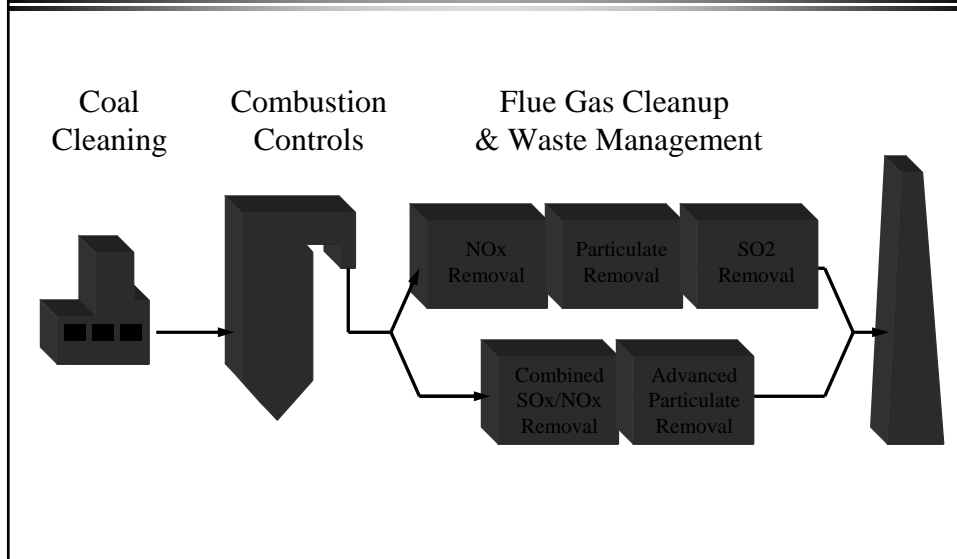 Coal
Cleaning
Combustion
Controls
Flue Gas Cleanup
& Waste Management
NOx
Removal
Particulate
Removal
SO2
Removal
Combined
SOx/NOx
Removal
Advanced
Particulate
Removal